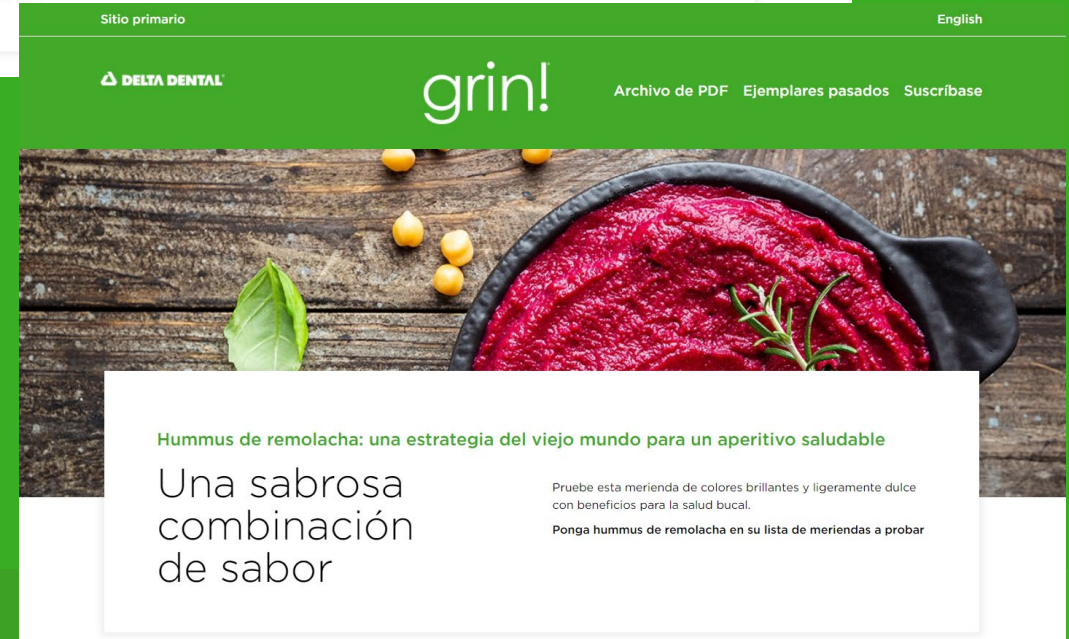 Sitio primario
English
DELTA DENTAL
grin!
Archivo de PDF Ejemplares pasados Suscríbase
Hummus de remolacha: una estrategia del viejo mundo para un aperitivo saludable
Una sabrosa
combinación
de sabor
Pruebe esta merienda de colores brillantes y ligeramente dulce
con beneficios para la salud bucal.
Ponga hummus de remolacha en su lista de meriendas a probar